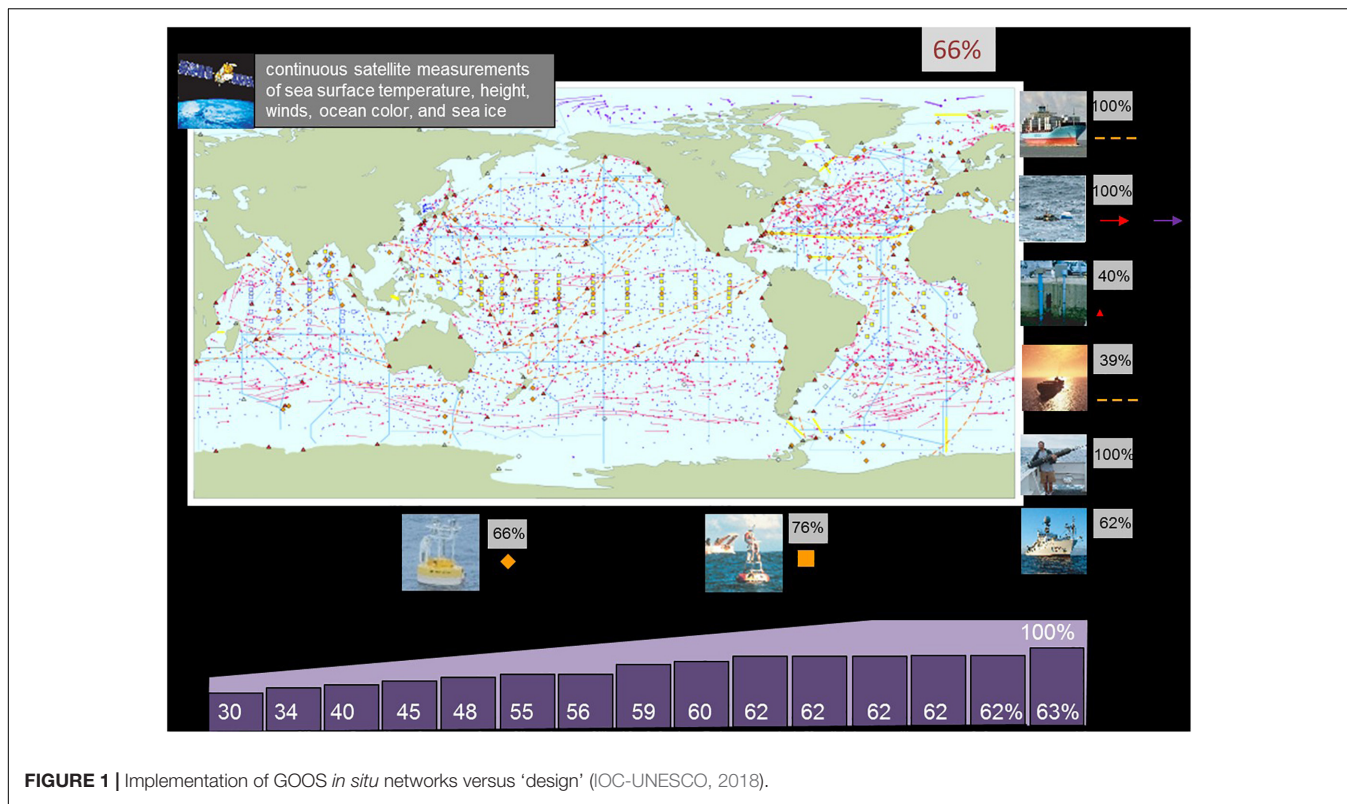 66%
continuous satellite measurements
of sea surface temperature, height,
winds, ocean color, and sea ice
100%
100%
40%
39%
100%
62%
66%
76%
100%
30 34 40 45 48 55 56 59 60 62 62 62 62 62% 63%
FIGURE 1 | Implementation of GOOS in situ networks versus ‘design’ (IOC-UNESCO, 2018).